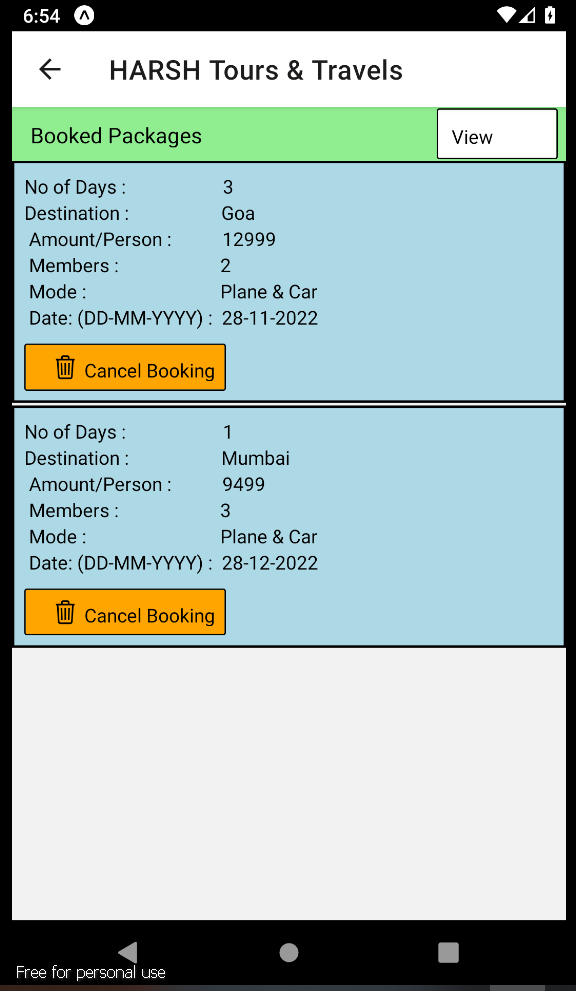 6:54
HARSH Tours & Travels
Booked Packages View
No of Days : 3
Destination : Goa
Amount/Person : 12999
Members : 2
Mode : Plane & Car
Date: (DD-MM-YYYY) : 28-11-2022
Cancel Booking
No of Days : 1
Destination : Mumbai
Amount/Person : 9499
Members : 3
Mode : Plane & Car
Date: (DD-MM-YYYY) : 28-12-2022
Cancel Booking
Free for personal use